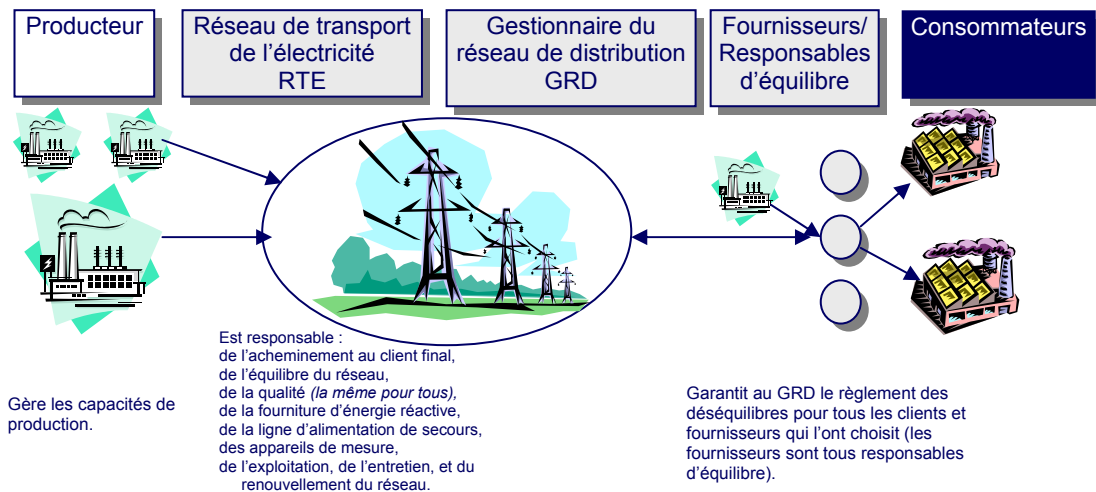 Producteur
Réseau de transport
de l'électricité
RTE
Gestionnaire du
réseau de distribution
GRD
Fournisseurs/
Responsables
d'équilibre
Consommateurs
Est responsable :
de l'acheminement au client final,
de l'équilibre du réseau,
de la qualité (la même pour tous),
de la fourniture d'énergie réactive,
de la ligne d'alimentation de secours,
des appareils de mesure,
de l'exploitation, de l'entretien, et du
renouvellement du réseau.
Gère les capacités de
production.
Garantit au GRD le règlement des
déséquilibres pour tous les clients et
fournisseurs qui l'ont choisit (les
fournisseurs sont tous responsables
d'équilibre).